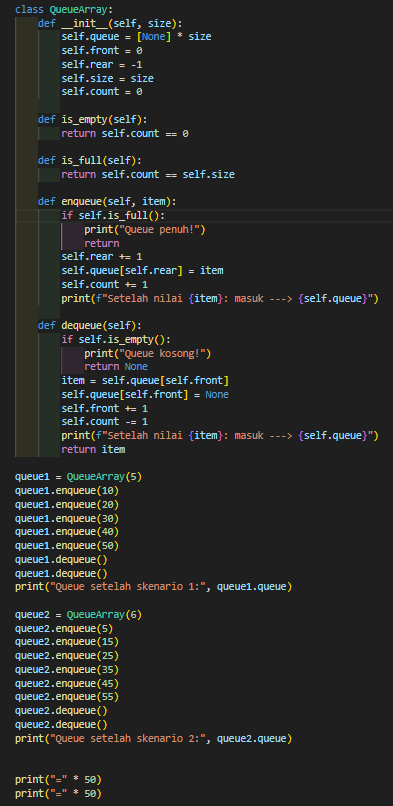 class QueueArray:
    def __init__(self, size):
        self.queue = [None] * size
        self.front = 0
        self.rear = -1
        self.size = size
        self.count = 0

    def is_empty(self):
        return self.count == 0

    def is_full(self):
        return self.count == self.size

    def enqueue(self, item):
        if self.is_full():
            print("Queue penuh!")
            return
        self.rear += 1
        self.queue[self.rear] = item
        self.count += 1
        print(f"Setelah nilai {item}: masuk ---> {self.queue}")

    def dequeue(self):
        if self.is_empty():
            print("Queue kosong!")
            return None
        item = self.queue[self.front]
        self.queue[self.front] = None
        self.front += 1
        self.count -= 1
        print(f"Setelah nilai {item}: masuk ---> {self.queue}")
        return item

queue1 = QueueArray(5)
queue1.enqueue(10)
queue1.enqueue(20)
queue1.enqueue(30)
queue1.enqueue(40)
queue1.enqueue(50)
queue1.dequeue()
queue1.dequeue()
print("Queue setelah skenario 1:", queue1.queue)

queue2 = QueueArray(6)
queue2.enqueue(5)
queue2.enqueue(15)
queue2.enqueue(25)
queue2.enqueue(35)
queue2.enqueue(45)
queue2.enqueue(55)
queue2.dequeue()
queue2.dequeue()
print("Queue setelah skenario 2:", queue2.queue)


print("=" * 50)
print("=" * 50)